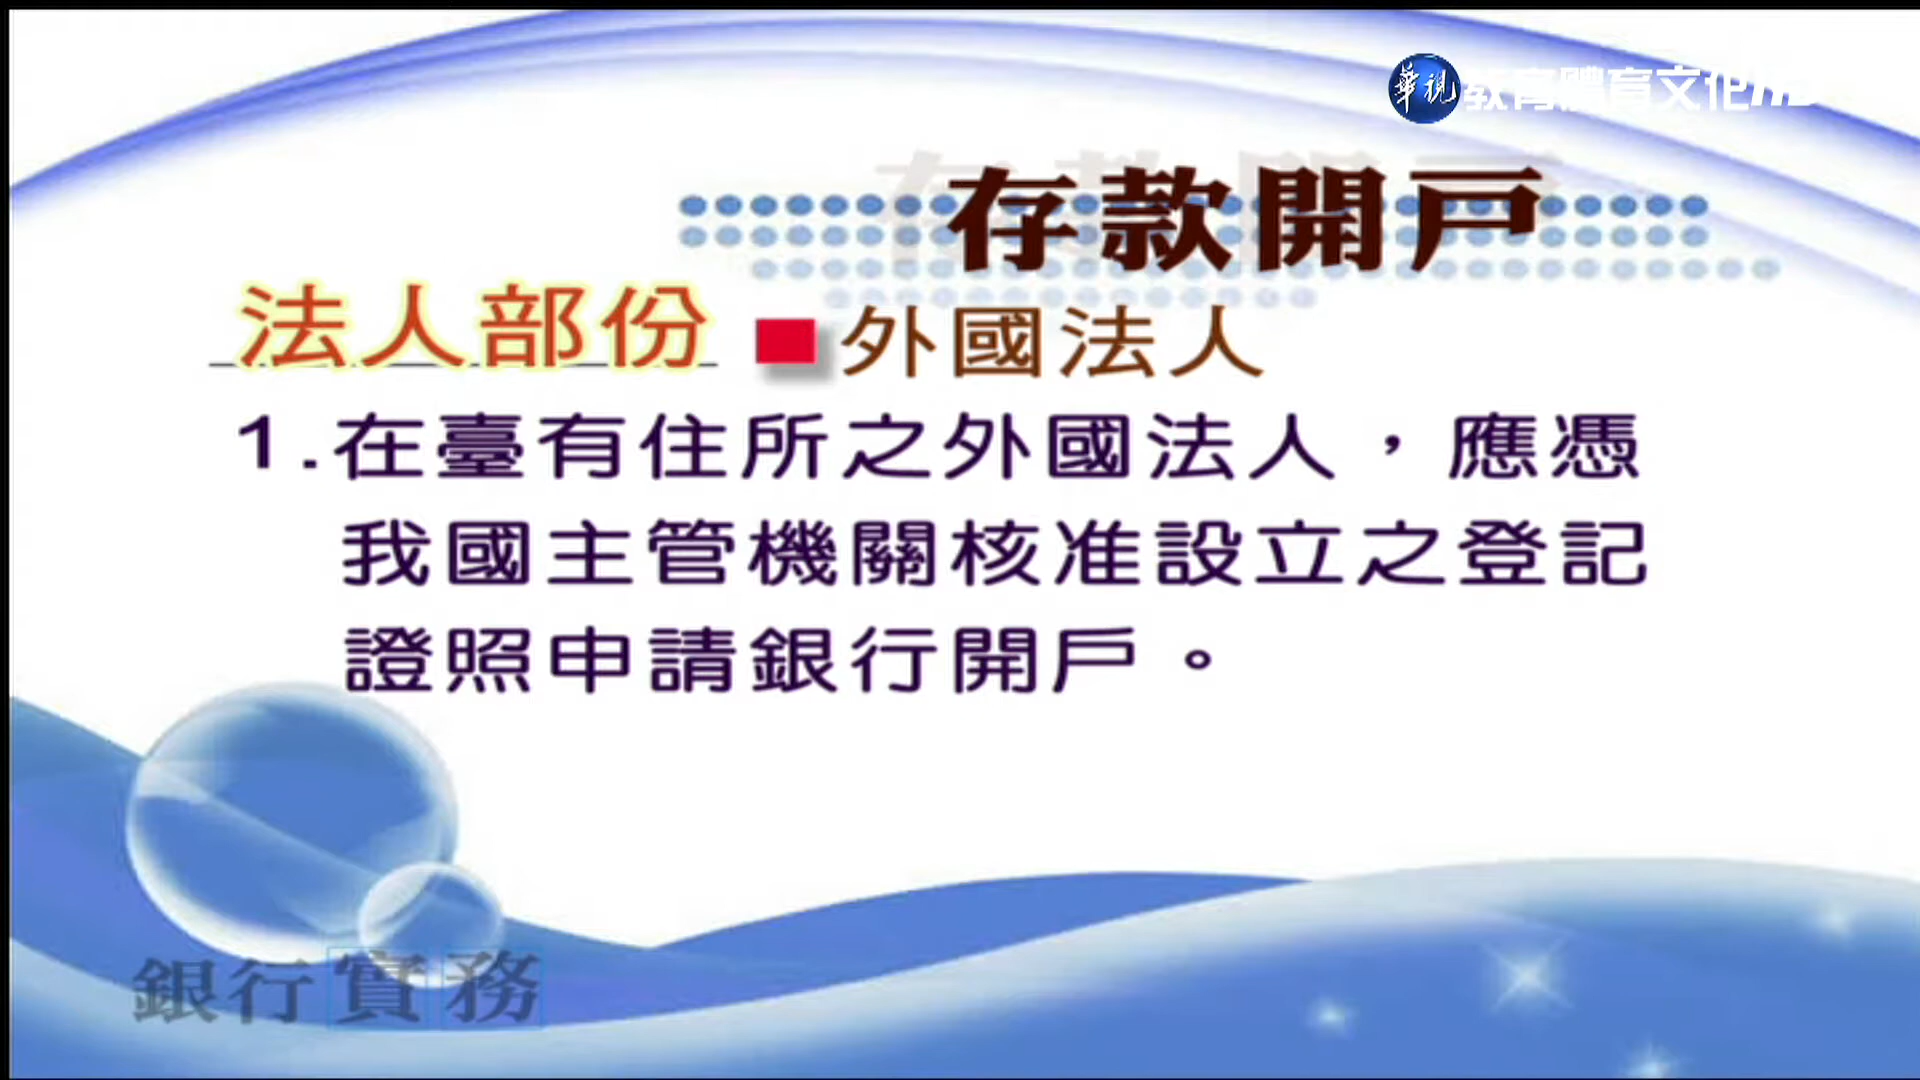 華視 教育體育文化HD
存款開戶
法人部份 ■外國法人
1.在臺有住所之外國法人，應憑
我國主管機關核准設立之登記
證照申請銀行開戶。
銀行實務